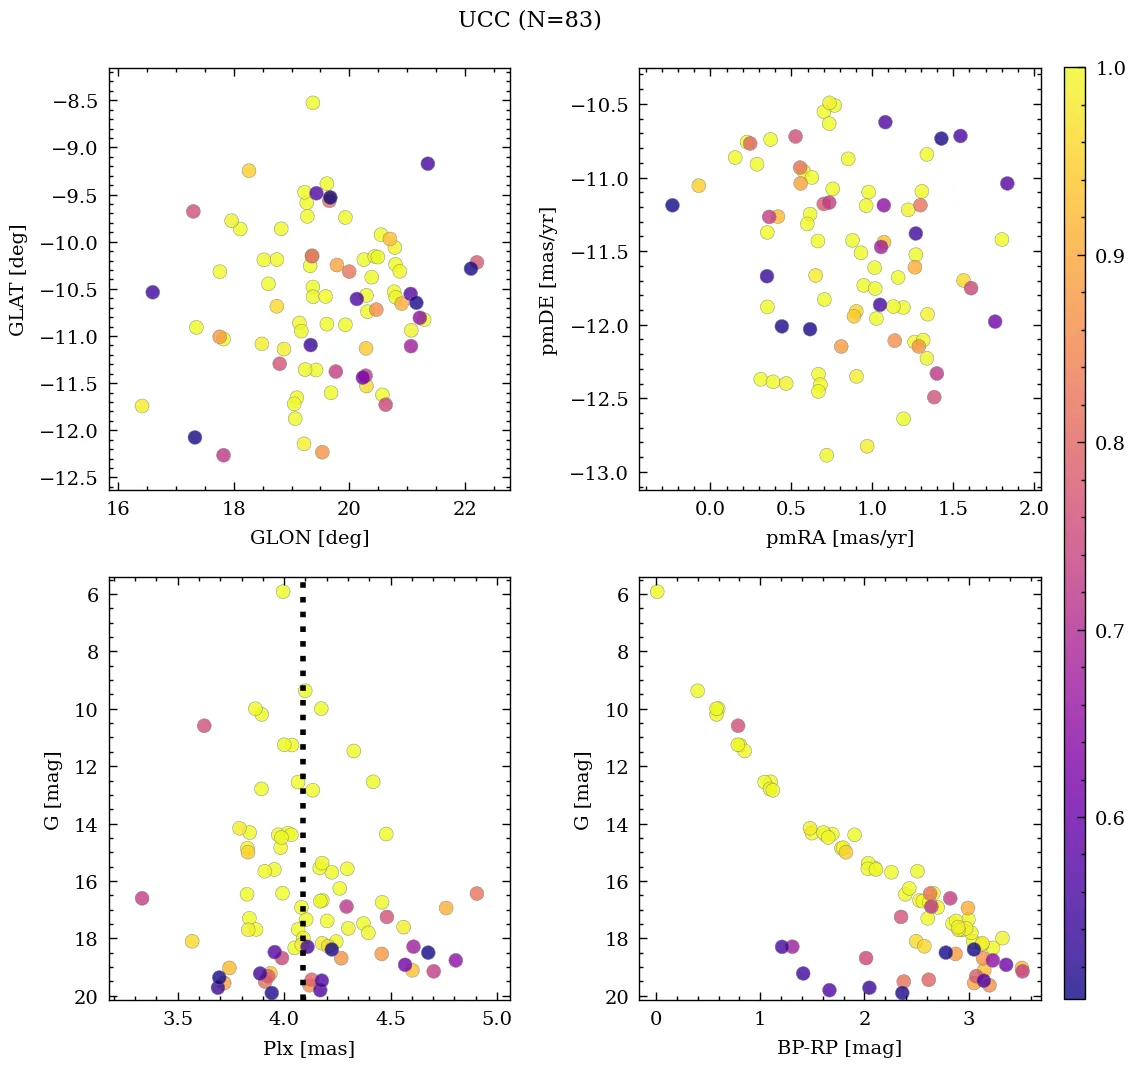 UCC (N=83)
−8.5
−9.0
−9.5
−10.0
−10.5
−11.0
−11.5
−12.0
−12.5
GLAT [deg]
16 18 20 22
GLON [deg]
−10.5
−11.0
−11.5
−12.0
−12.5
−13.0
pmDE [mas/yr]
0.0 0.5 1.0 1.5 2.0
pmRA [mas/yr]
1.0
0.9
0.8
0.7
0.6
6
8
10
12
14
16
18
20
G [mag]
3.5 4.0 4.5 5.0
Plx [mas]
6
8
10
12
14
16
18
20
G [mag]
0 1 2 3
BP-RP [mag]